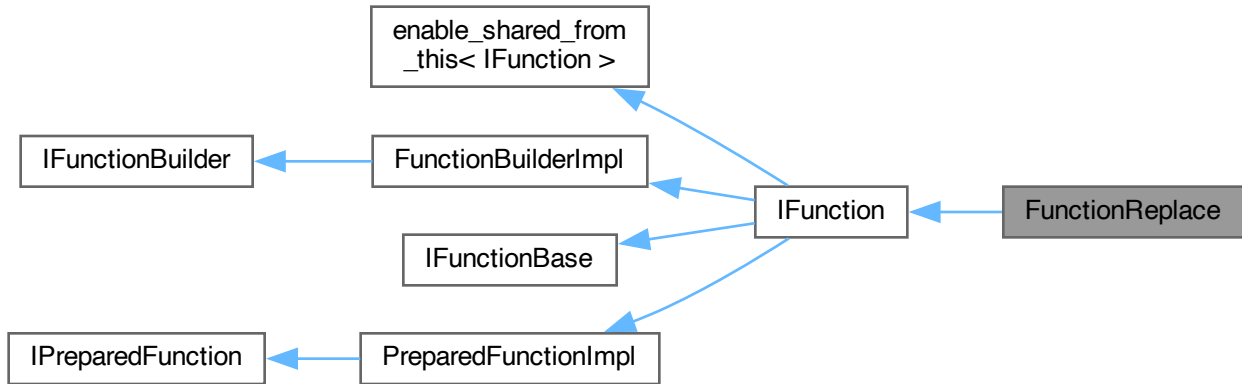 enable_shared_from
_this< IFunction >
IFunctionBuilder
FunctionBuilderImpl
IFunction
FunctionReplace
IFunctionBase
IPreparedFunction
PreparedFunctionImpl